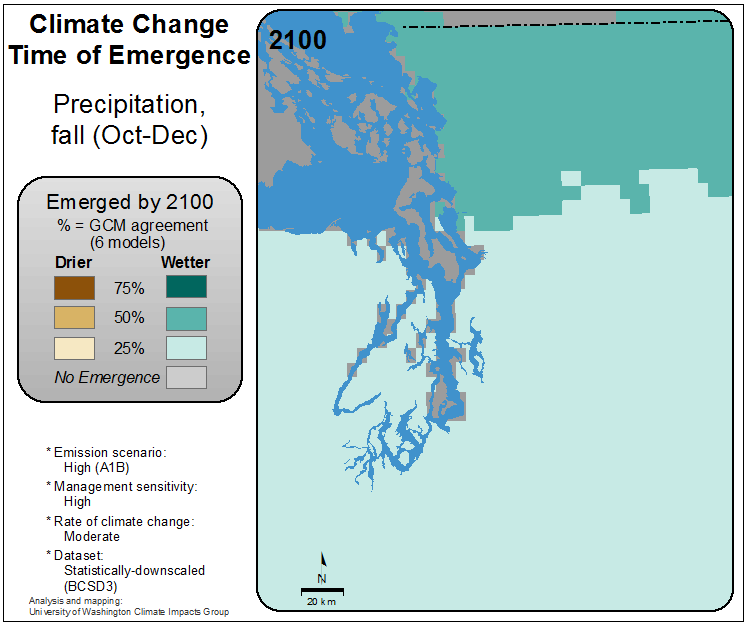 Climate Change
Time of Emergence
Precipitation,
fall (Oct-Dec)
Emerged by 2100
% = GCM agreement
(6 models)
Drier Wetter
75%
50%
25%
No Emergence
* Emission scenario:
High (A1B)
* Management sensitivity:
High
* Rate of climate change:
Moderate
* Dataset:
Statistically-downscaled
(BCSD3)
Analysis and mapping:
University of Washington Climate Impacts Group
2100
N
20 km